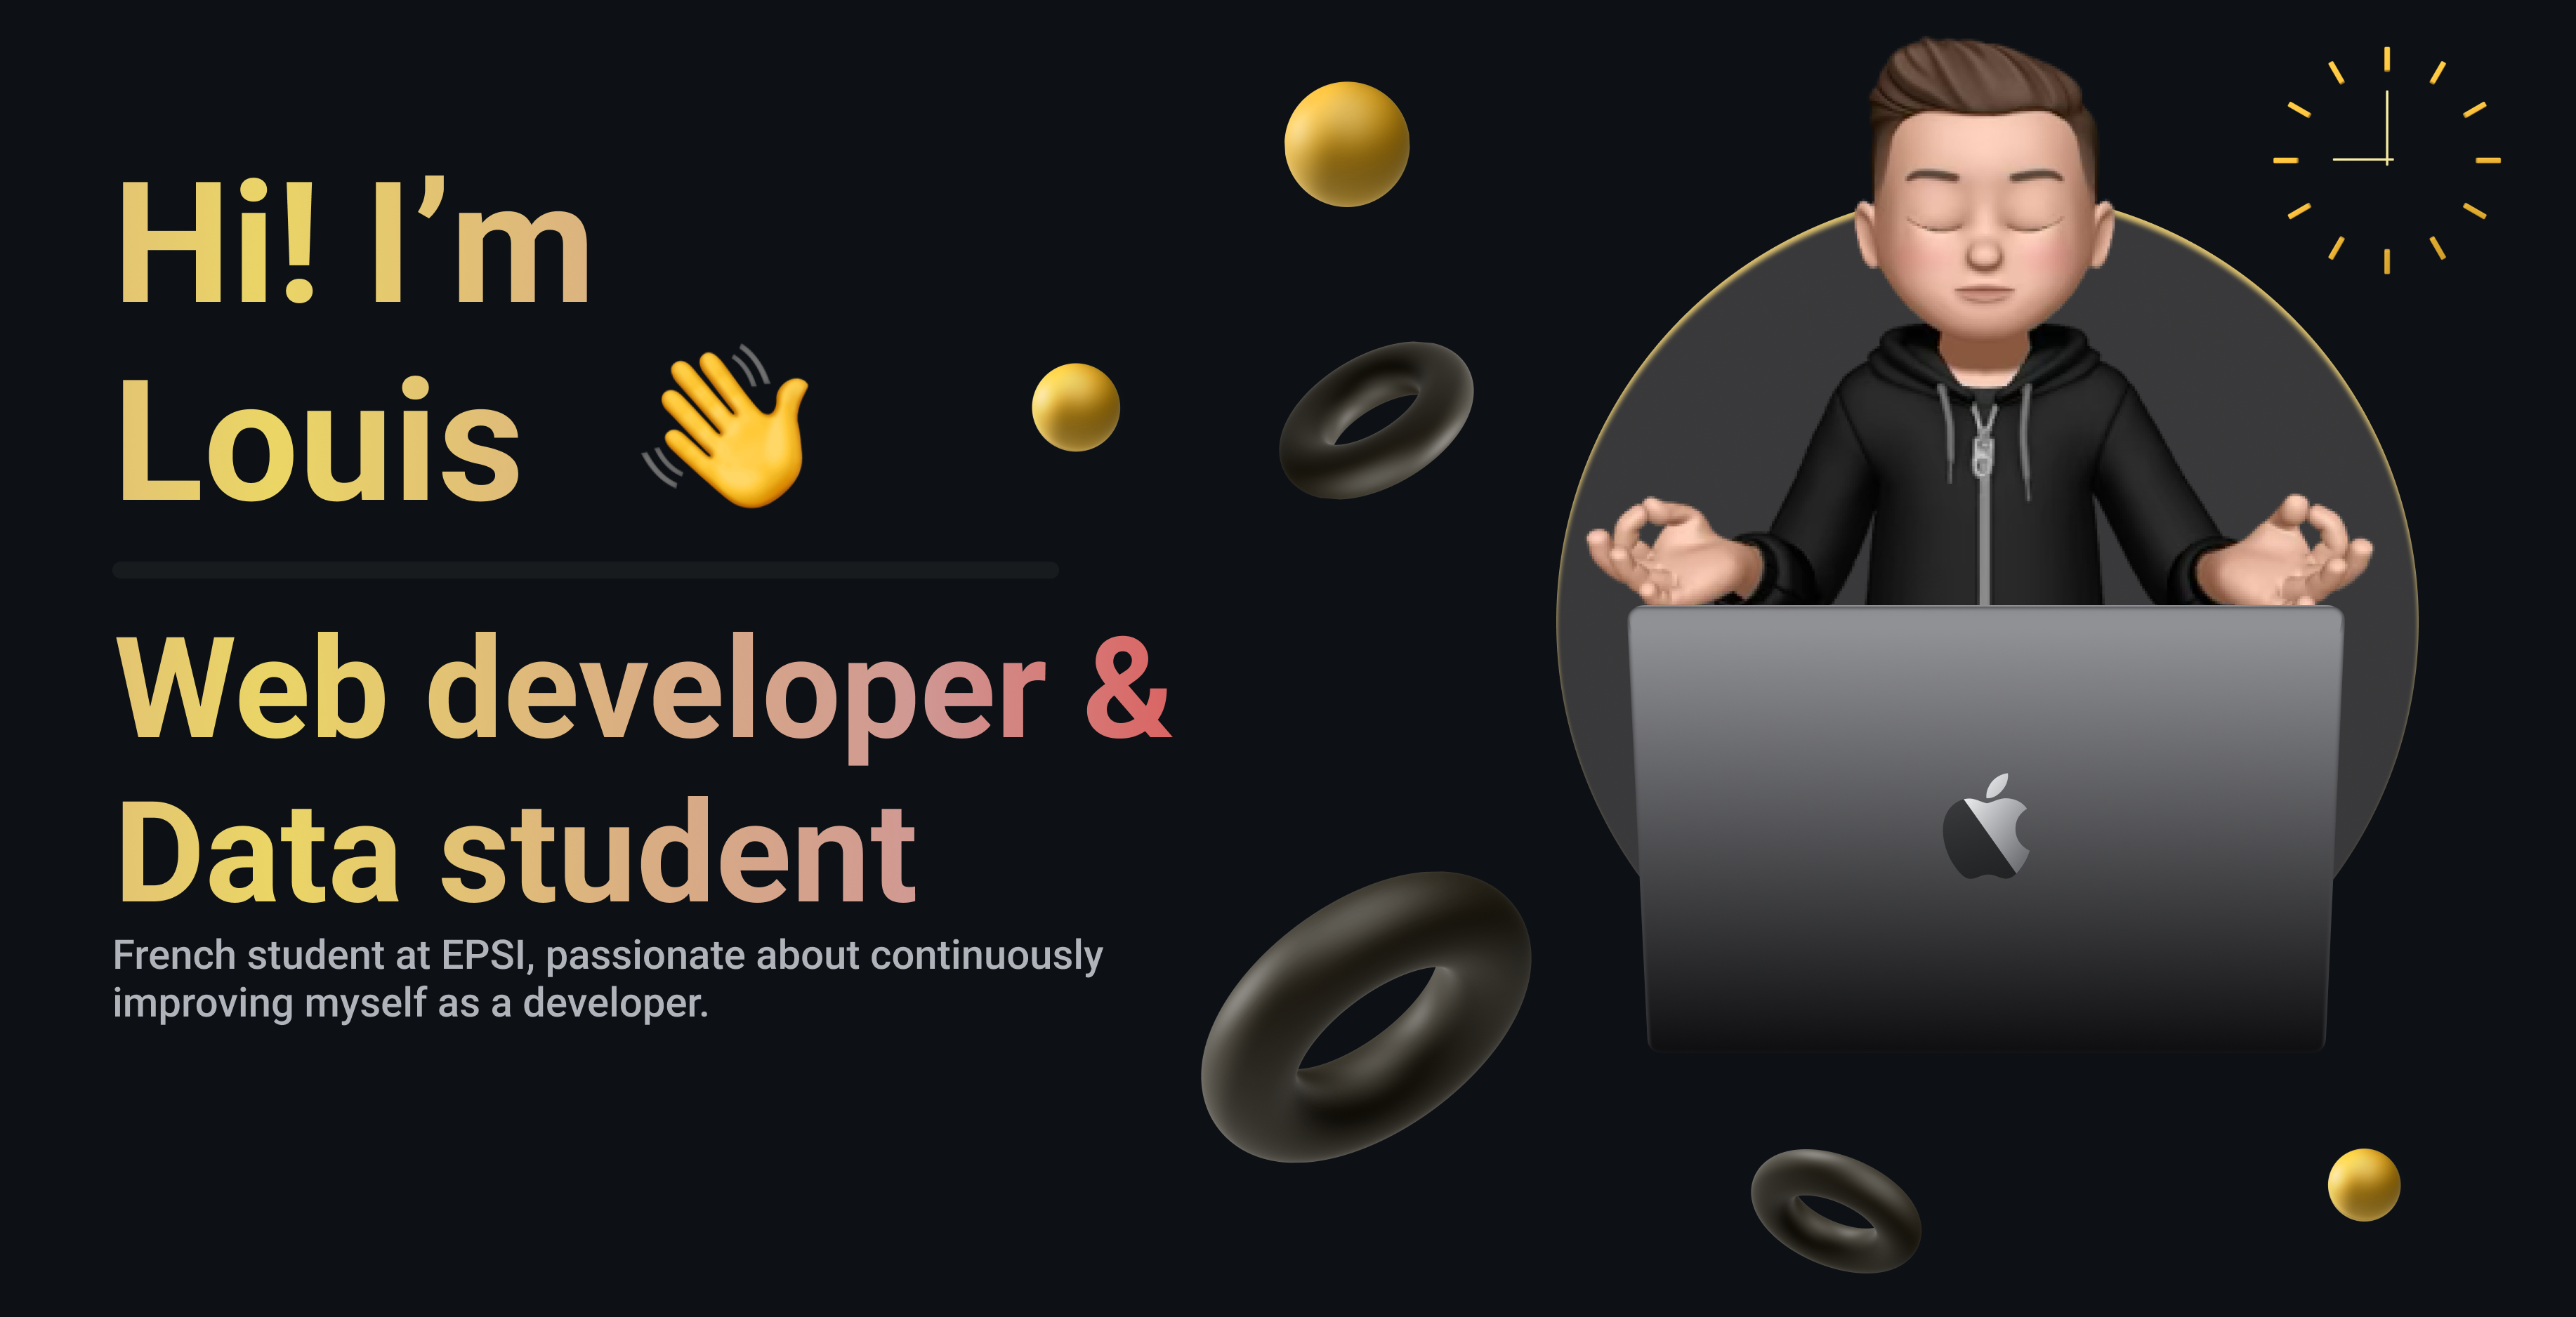 Hi! I’m
Louis
Web developer &
Data student
French student at EPSI, passionate about continuously
improving myself as a developer.